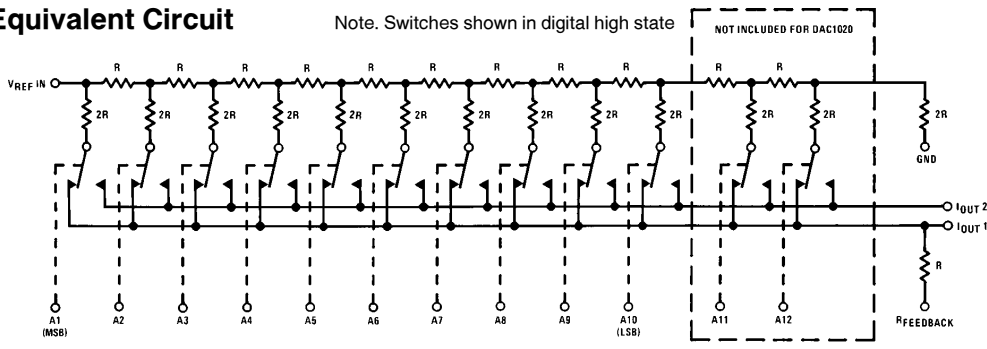 Equivalent Circuit
Note. Switches shown in digital high state
NOT INCLUDED FOR DAC1020
R R R R R R R R R R R
VREF IN
2R 2R 2R 2R 2R 2R 2R 2R 2R 2R 2R 2R 2R
GND
IOUT 2
IOUT 1
R
A1 A2 A3 A4 A5 A6 A7 A8 A9 A10 A11 A12 RFEEDBACK
(MSB) (LSB)